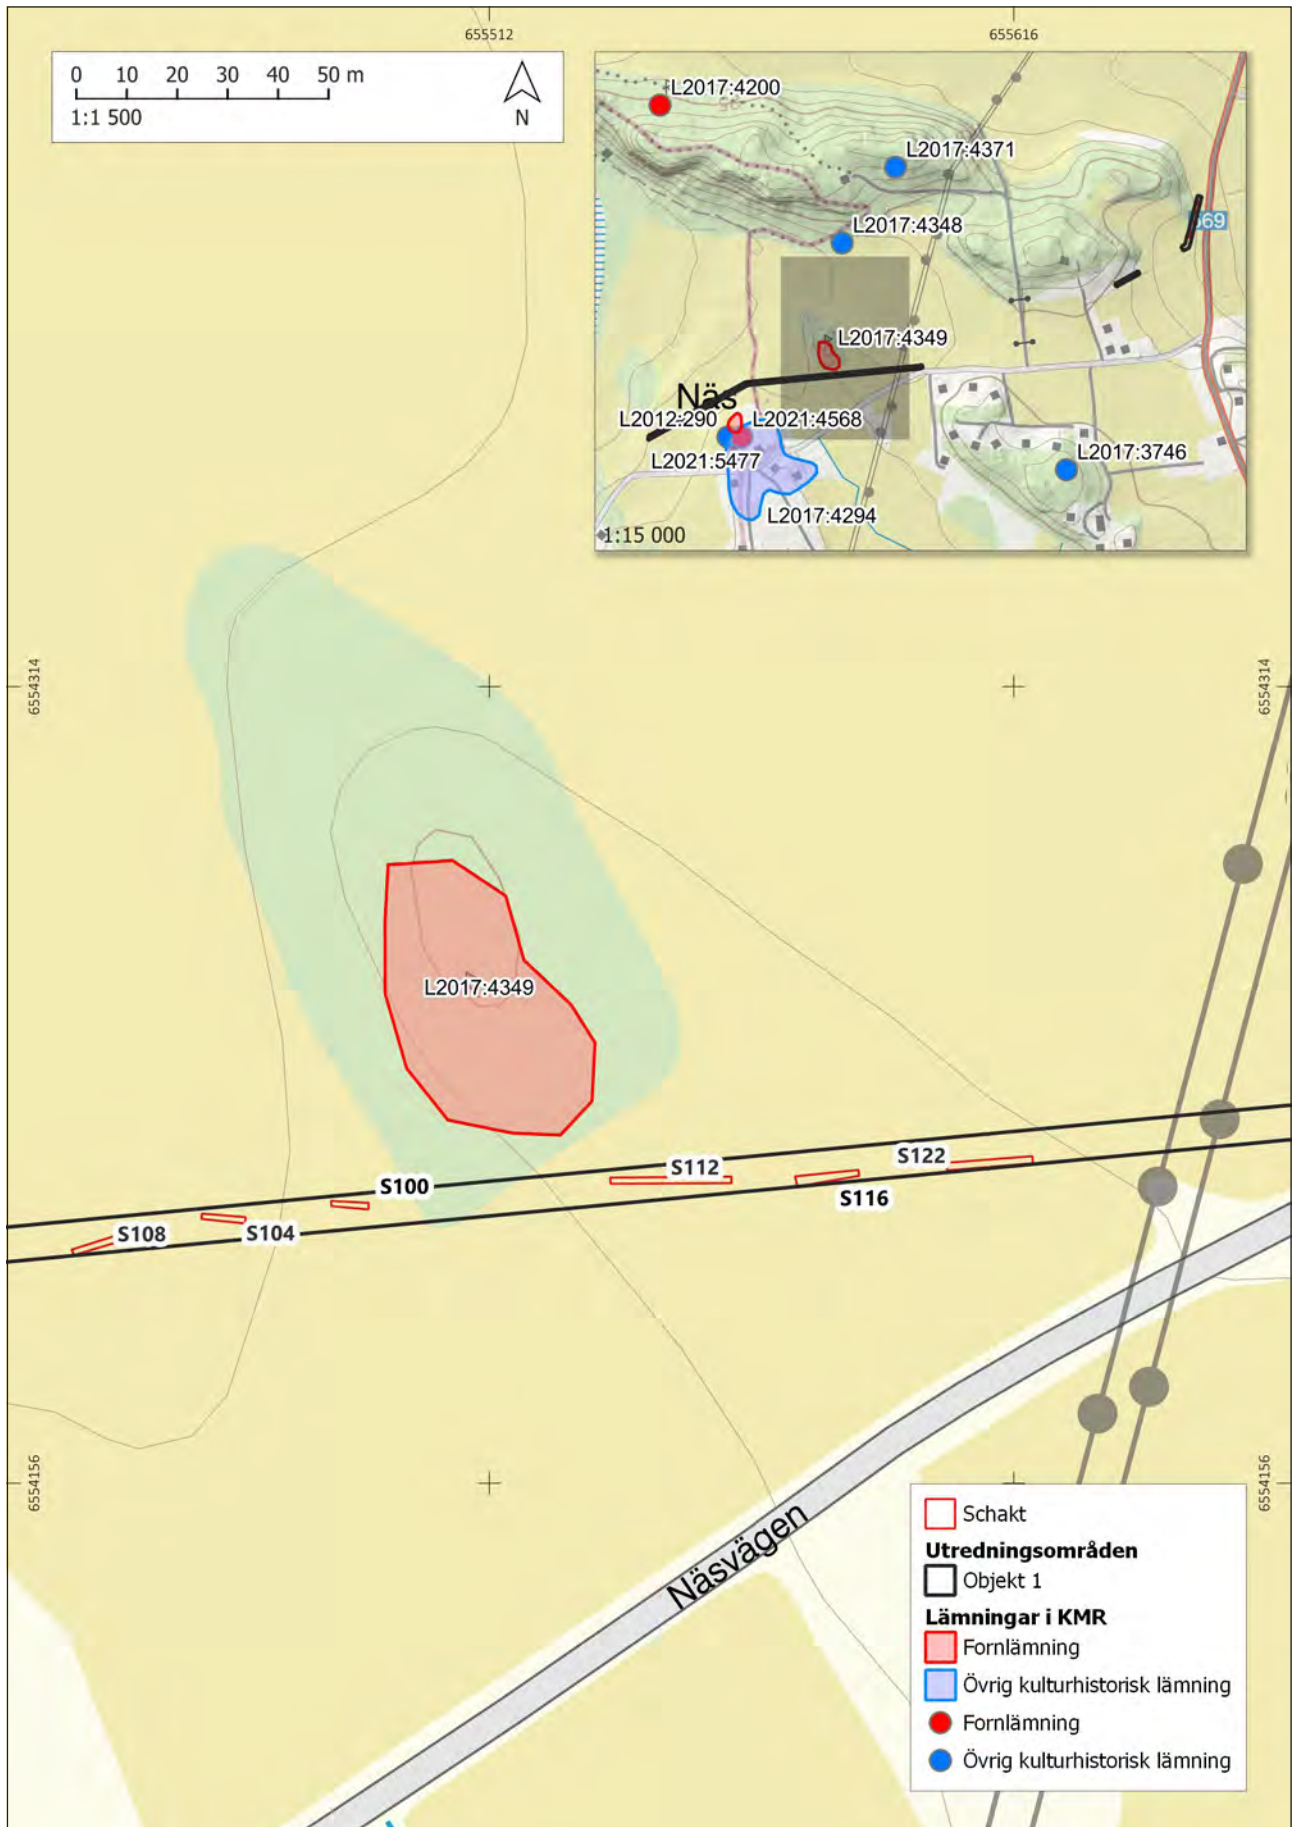 655512
655616
0 10 20 30 40 50 m
1:1 500
N
L2017:4200
L2017:4371
L2017:4348
569
L2017:4349
Näs
L2012:290
L2021:4568
L2021:5477
L2017:3746
L2017:4294
1:15 000
6554314
6554314
L2017:4349
S112
S122
S100
S116
S108
S104
6554156
6554156
Näsvägen
Schakt
Utredningsområden
Objekt 1
Lämningar i KMR
Fornlämning
Övrig kulturhistorisk lämning
Fornlämning
Övrig kulturhistorisk lämning